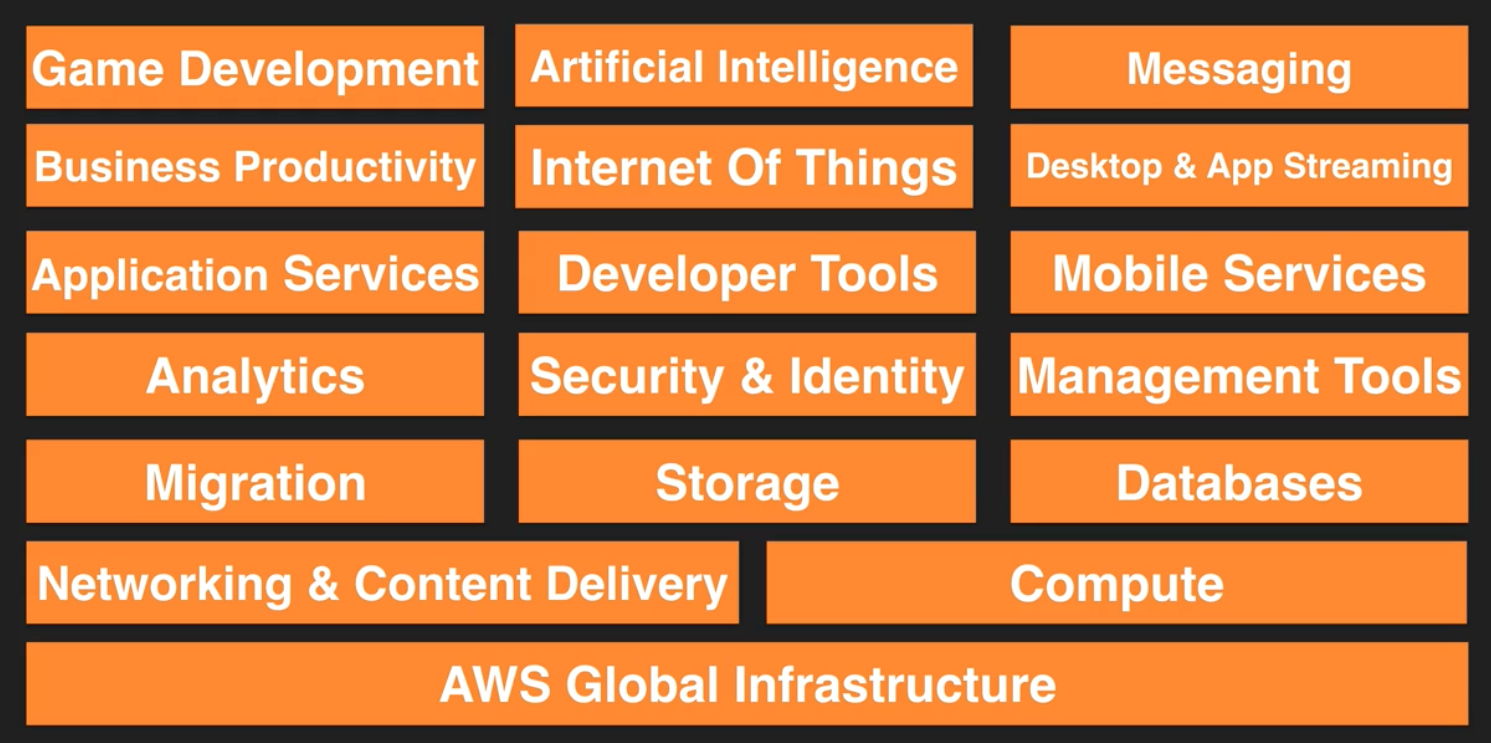 Game Development
Artificial Intelligence
Messaging
Business Productivity
Internet Of Things
Desktop & App Streaming
Application Services
Developer Tools
Mobile Services
Analytics
Security & Identity
Management Tools
Migration
Storage
Databases
Networking & Content Delivery
Compute
AWS Global Infrastructure